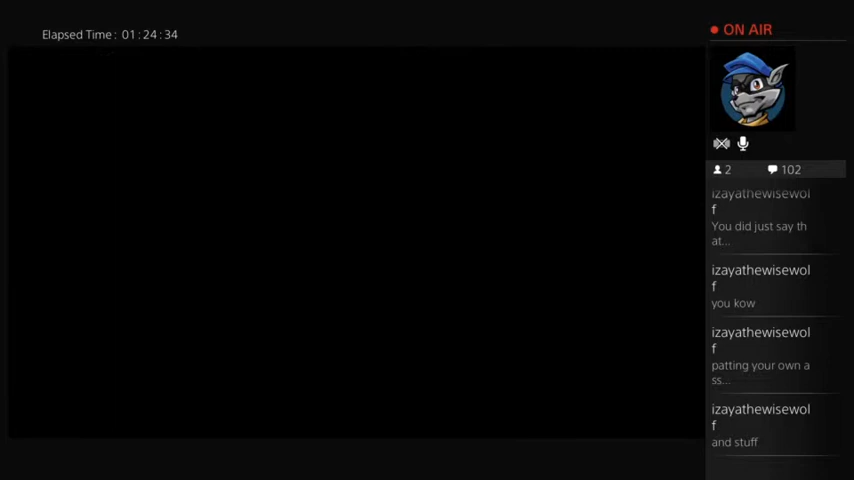 Elapsed Time: 01:24:34
ON AIR
2 102
izayathewisewol
f
You did just say th
at...
izayathewisewol
f
you kow
izayathewisewol
f
patting your own a
ss...
izayathewisewol
f
and stuff